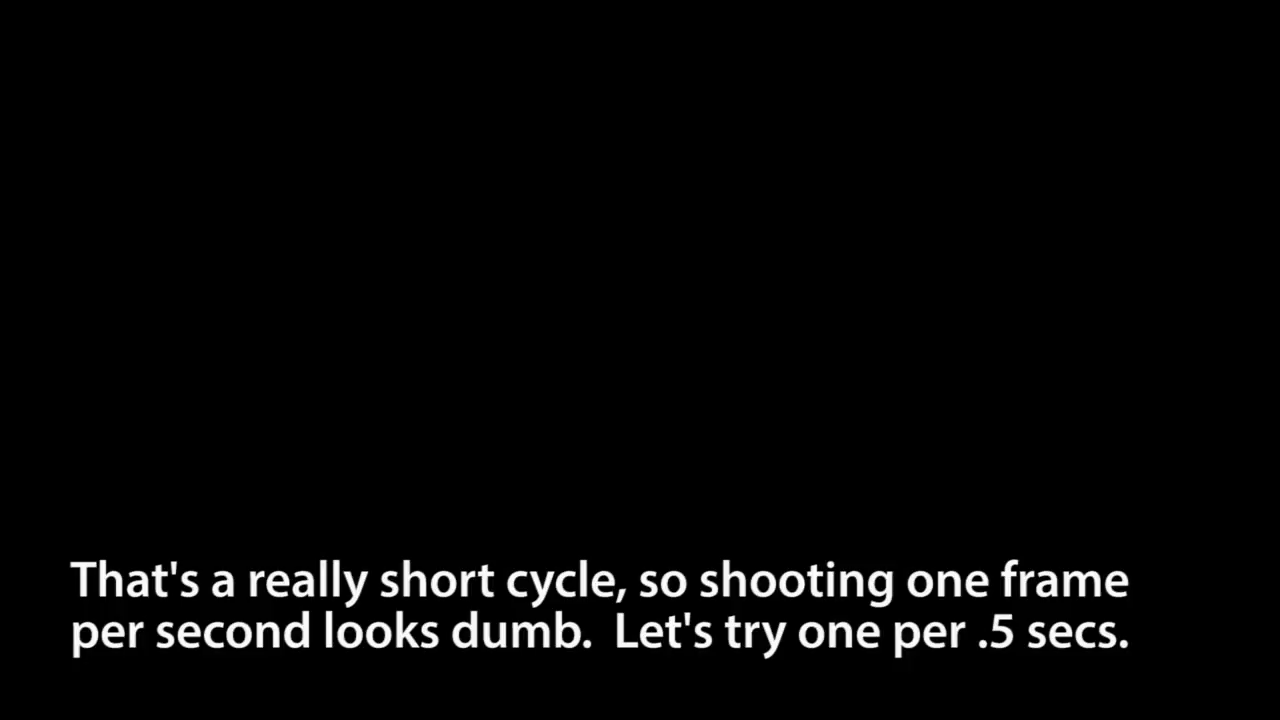 That's a really short cycle, so shooting one frame
per second looks dumb.  Let's try one per .5 secs.